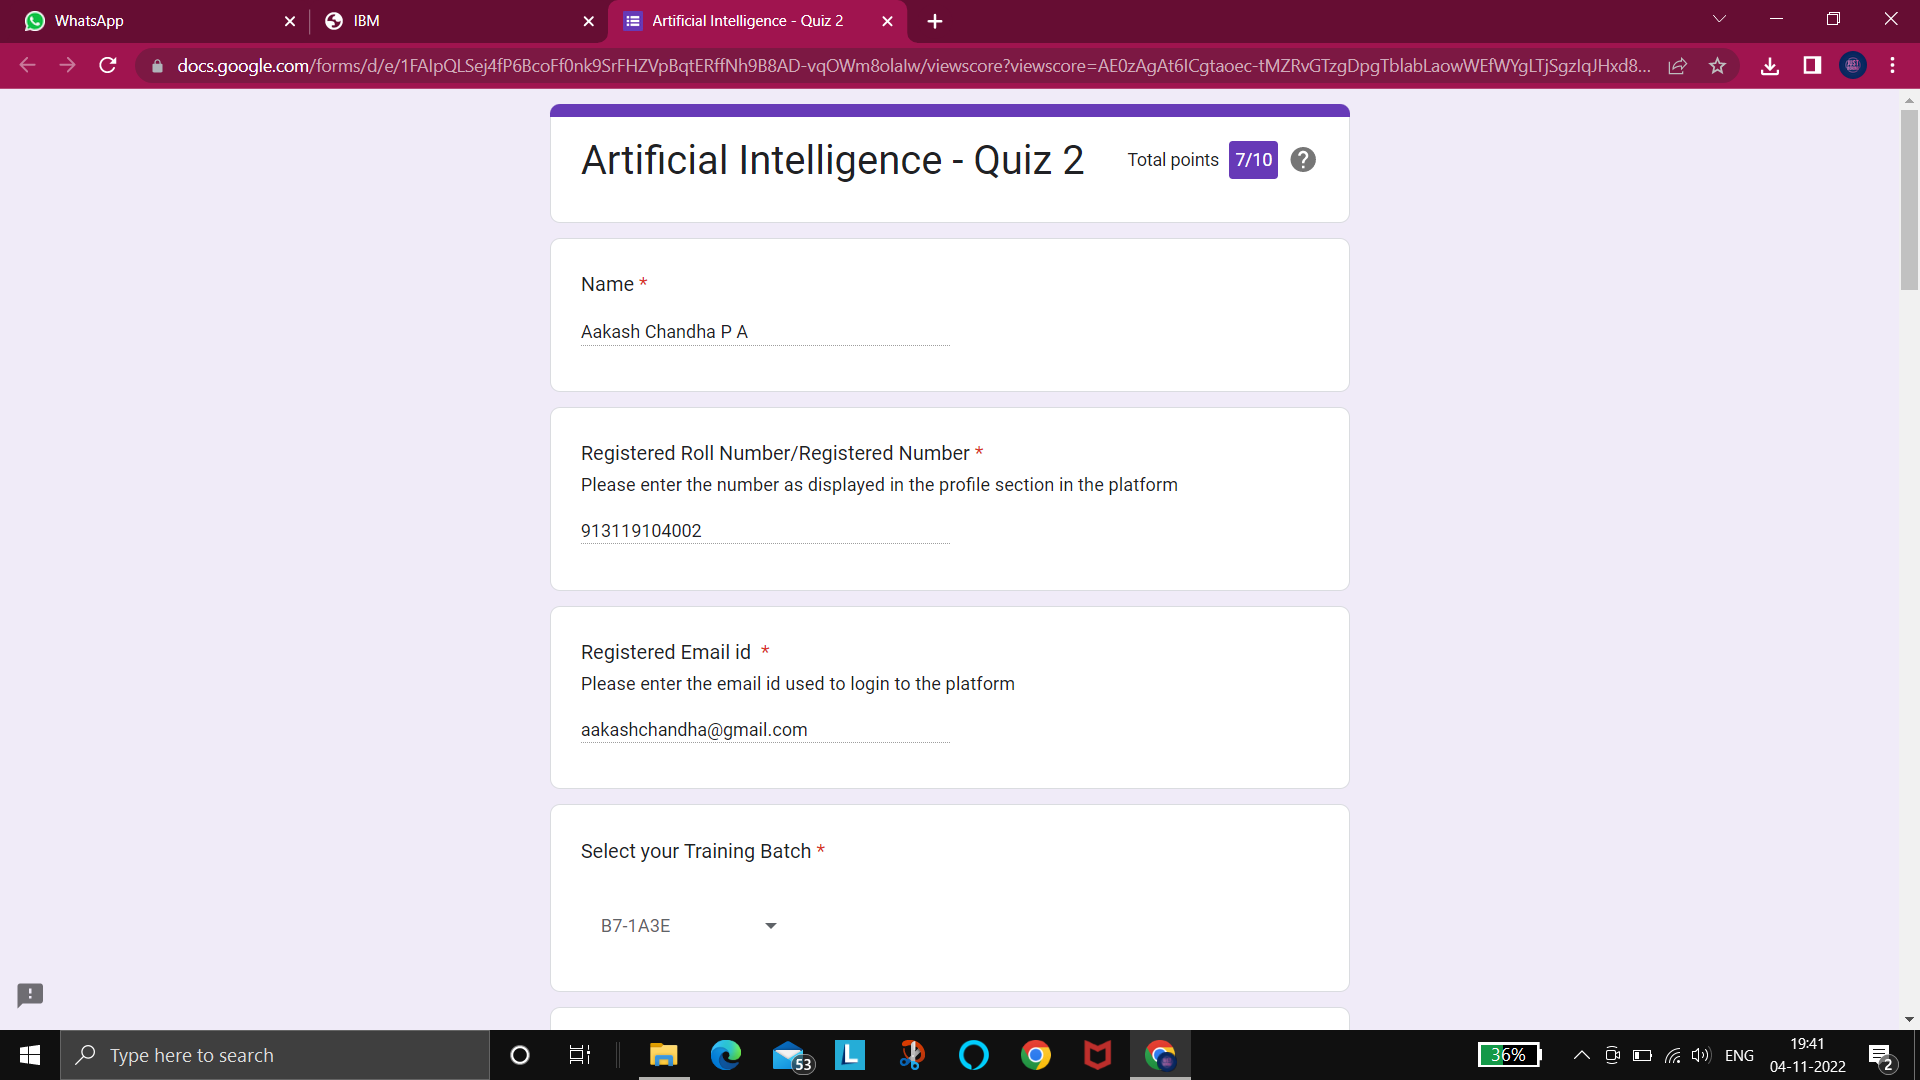 WhatsApp
IBM
Artificial Intelligence - Quiz 2
docs.google.com/forms/d/e/1FAIpQLSej4fP6BcoFf0nk9SrFHZVpBqtERffNh9B8AD-vqOWm8olaIw/viewscore?viewscore=AE0zAgAt6ICgtaoec-tMZRvGTzgDpgTblabLaowWEfWYgLTjSgzIqJHxd8...
Artificial Intelligence - Quiz 2
Total points 7/10
Name *
Aakash Chandha P A
Registered Roll Number/Registered Number *
Please enter the number as displayed in the profile section in the platform
913119104002
Registered Email id *
Please enter the email id used to login to the platform
aakashchandha@gmail.com
Select your Training Batch *
B7-1A3E
Type here to search
53
L
36%
ENG
19:41
04-11-2022
2